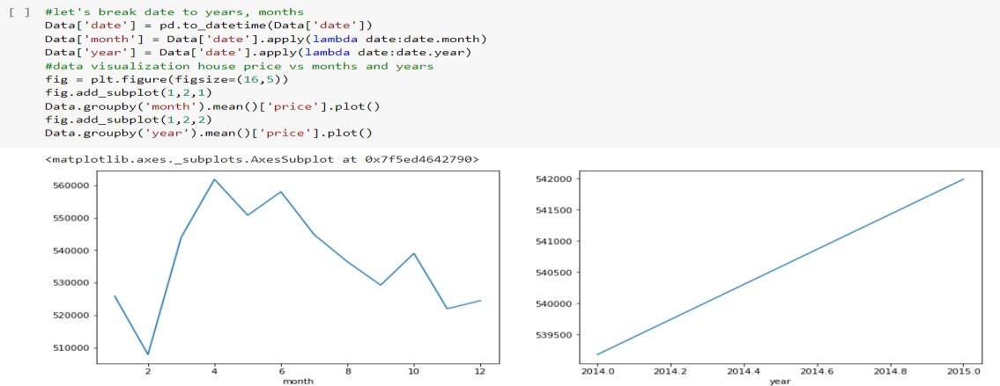 [ ] #let's break date to years, months
Data['date'] = pd.to_datetime(Data['date'])
Data['month'] = Data['date'].apply(lambda date:date.month)
Data['year'] = Data['date'].apply(lambda date:date.year)
#data visualization house price vs months and years
fig = plt.figure(figsize=(16,5))
fig.add_subplot(1,2,1)
Data.groupby('month').mean()['price'].plot()
fig.add_subplot(1,2,2)
Data.groupby('year').mean()['price'].plot()
<matplotlib.axes._subplots.AxesSubplot at 0x7f5ed4642790>
560000
550000
540000
530000
520000
510000
2 4 6 8 10 12
month
542000
541500
541000
540500
540000
539500
2014.0 2014.2 2014.4 2014.6 2014.8 2015.0
year